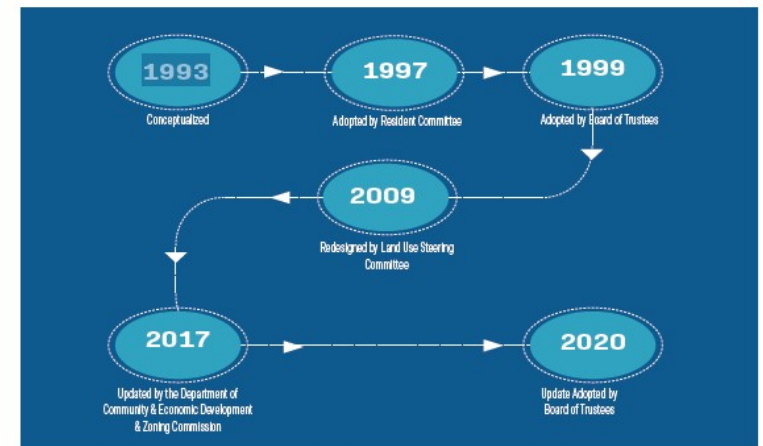 1993
Conceptualized
1997
Adopted by Resident Committee
1999
Adopted by Board of Trustees
2009
Redesigned by Land Use Steering
Committee
2017
Updated by the Department of
Community & Economic Development
& Zoning Commission
2020
Update Adopted by
Board of Trustees